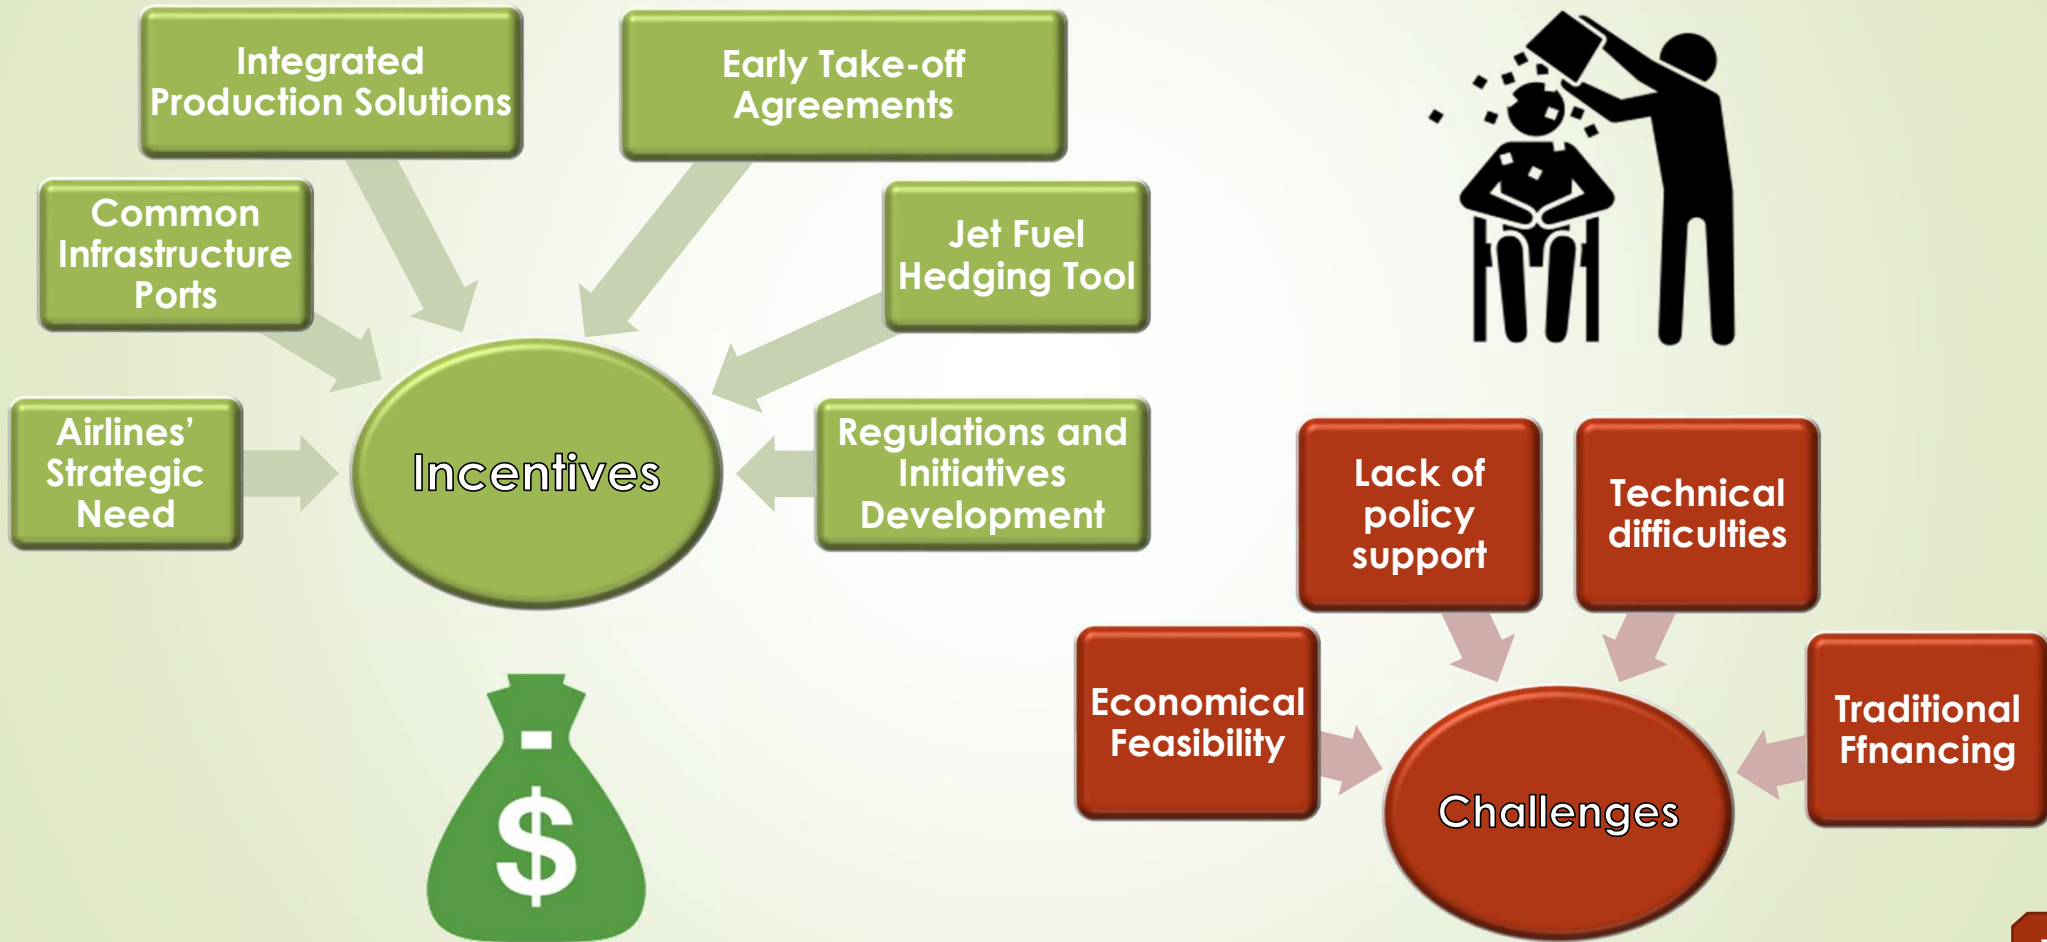 Integrated
Production Solutions
Early Take-off
Agreements
Common
Infrastructure
Ports
Jet Fuel
Hedging Tool
Airlines’
Strategic
Need
Incentives
Regulations and
Initiatives
Development
$
Lack of
policy
support
Technical
difficulties
Economical
Feasibility
Traditional
Ffnancing
Challenges